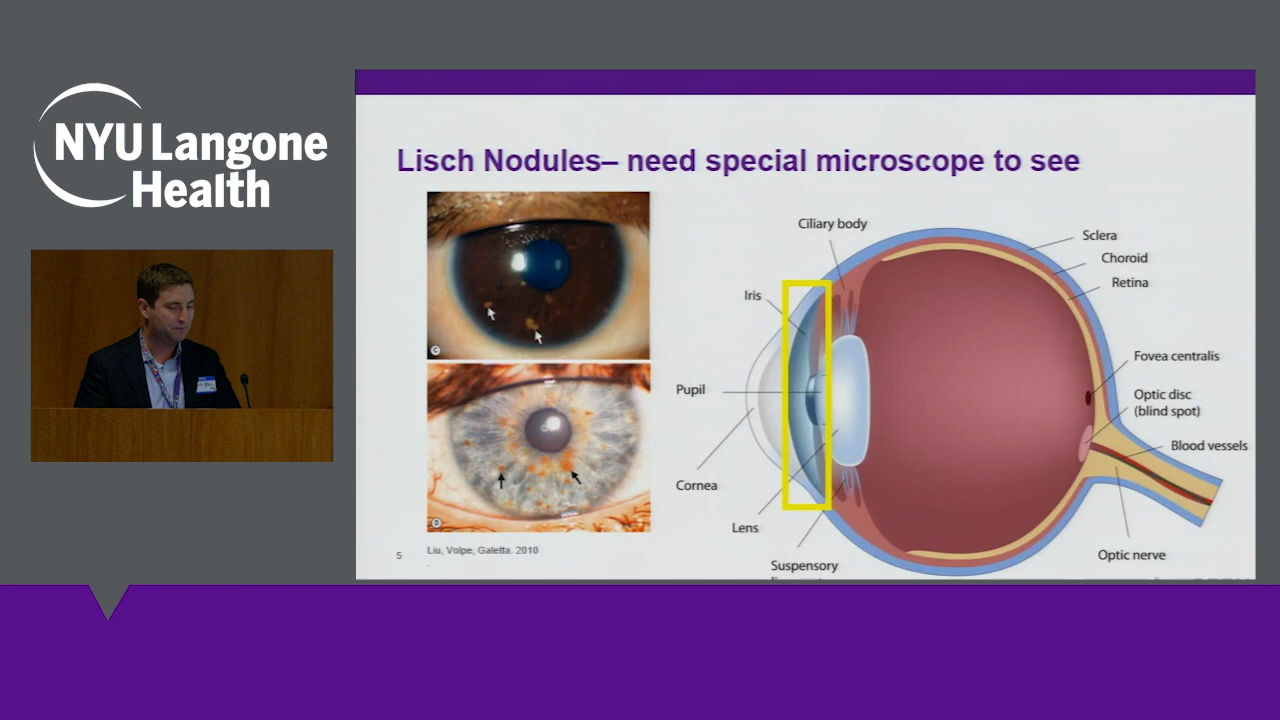 NYU Langone
Health
Lisch Nodules– need special microscope to see
Ciliary body
Sclera
Choroid
Retina
Iris
Fovea centralis
Pupil
Optic disc
(blind spot)
Blood vessels
Cornea
Lens
Optic nerve
Suspensory
C
D
Liu, Volpe, Galetta. 2010
5